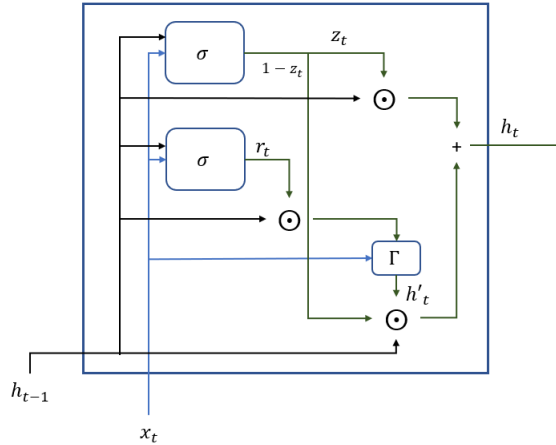 σ
z_t
1 − z_t
h_t
+
σ
r_t
Γ
h'_t
h_{t−1}
x_t